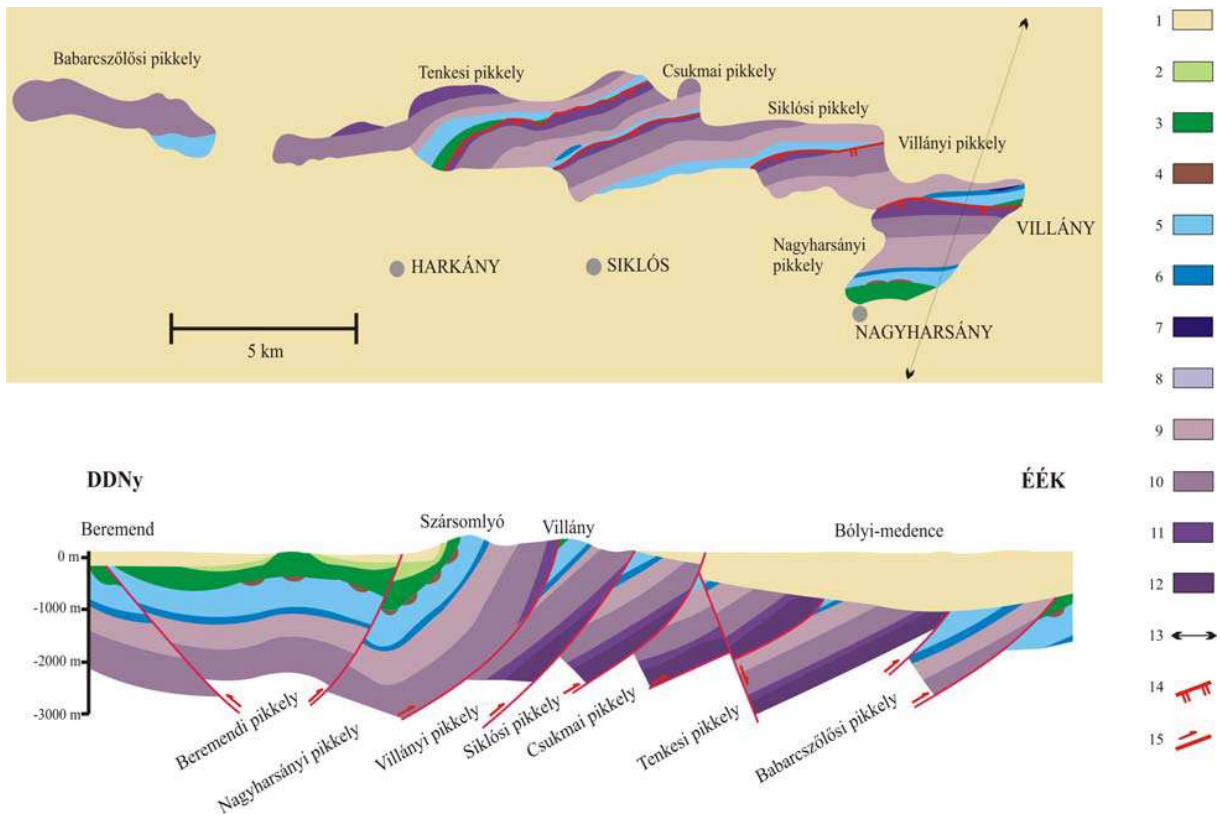 Babarcszőlősi pikkely
Tenkesi pikkely
Csukmai pikkely
Siklósi pikkely
Villányi pikkely
Nagyharsányi
pikkely
VILLÁNY
HARKÁNY
SIKLÓS
NAGYHARSÁNY
5 km
1
2
3
4
5
6
7
8
9
10
11
12
13
14
15
DDNy
ÉÉK
Beremend
Szársomlyó
Villány
Bólyi-medence
0 m
-1000 m
-2000 m
-3000 m
Beremendi pikkely
Nagyharsányi pikkely
Villányi pikkely
Siklósi pikkely
Csukmai pikkely
Tenkesi pikkely
Babarcszőlősi pikkely